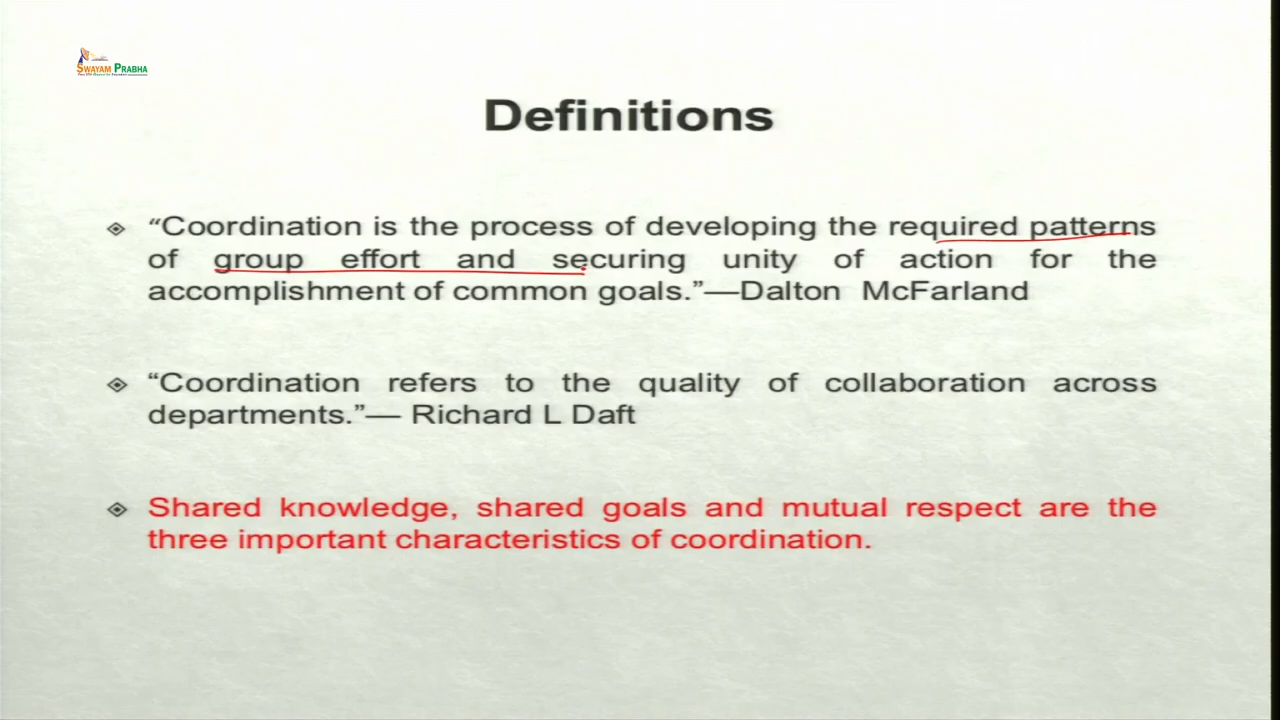 SWAYAM PRABHA
Definitions
“Coordination is the process of developing the required patterns
of group effort and securing unity of action for the
accomplishment of common goals.”—Dalton McFarland
“Coordination refers to the quality of collaboration across
departments.”— Richard L Daft
Shared knowledge, shared goals and mutual respect are the
three important characteristics of coordination.